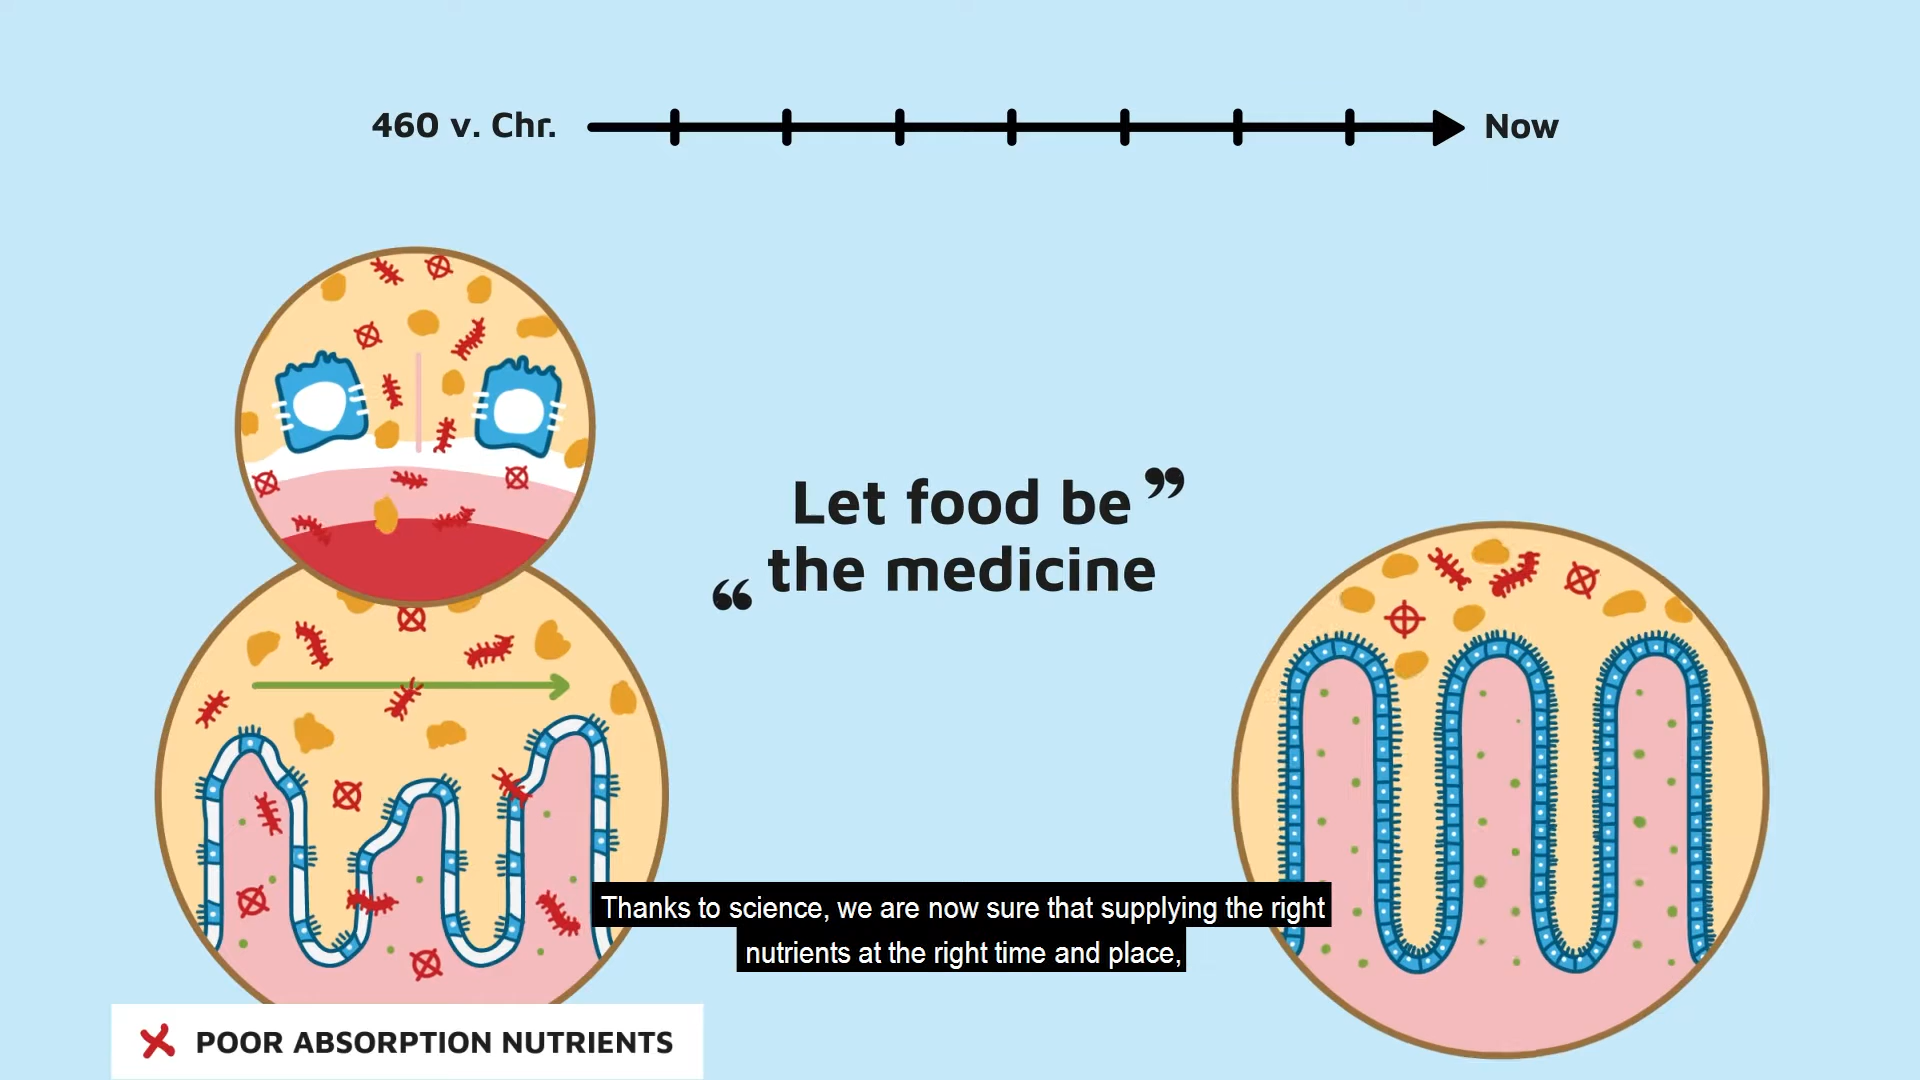 460 v. Chr.
Now
Let food be ”
“ the medicine
Thanks to science, we are now sure that supplying the right
nutrients at the right time and place,
POOR ABSORPTION NUTRIENTS